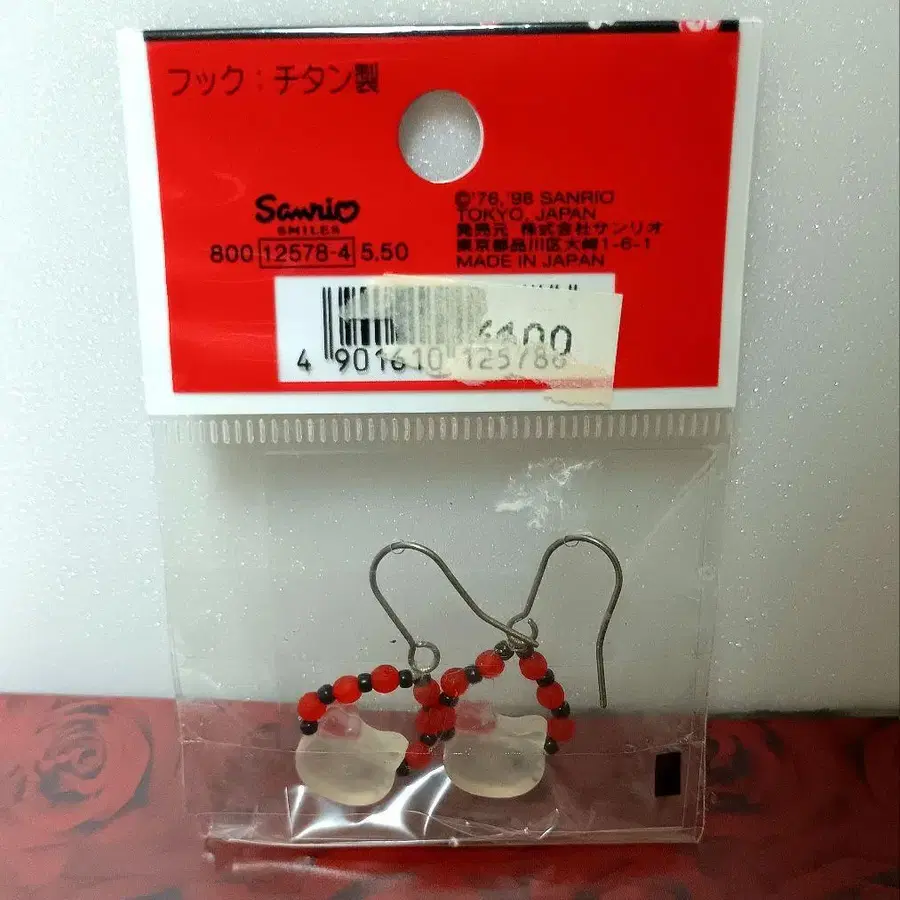 フック：チタン製
Sanrio
SMILES
800 12578-4 5.50
©'76,'98 SANRIO
TOKYO, JAPAN
発売元 株式会社サンリオ
東京都品川区大崎1-6-1
MADE IN JAPAN
4 901610 125786